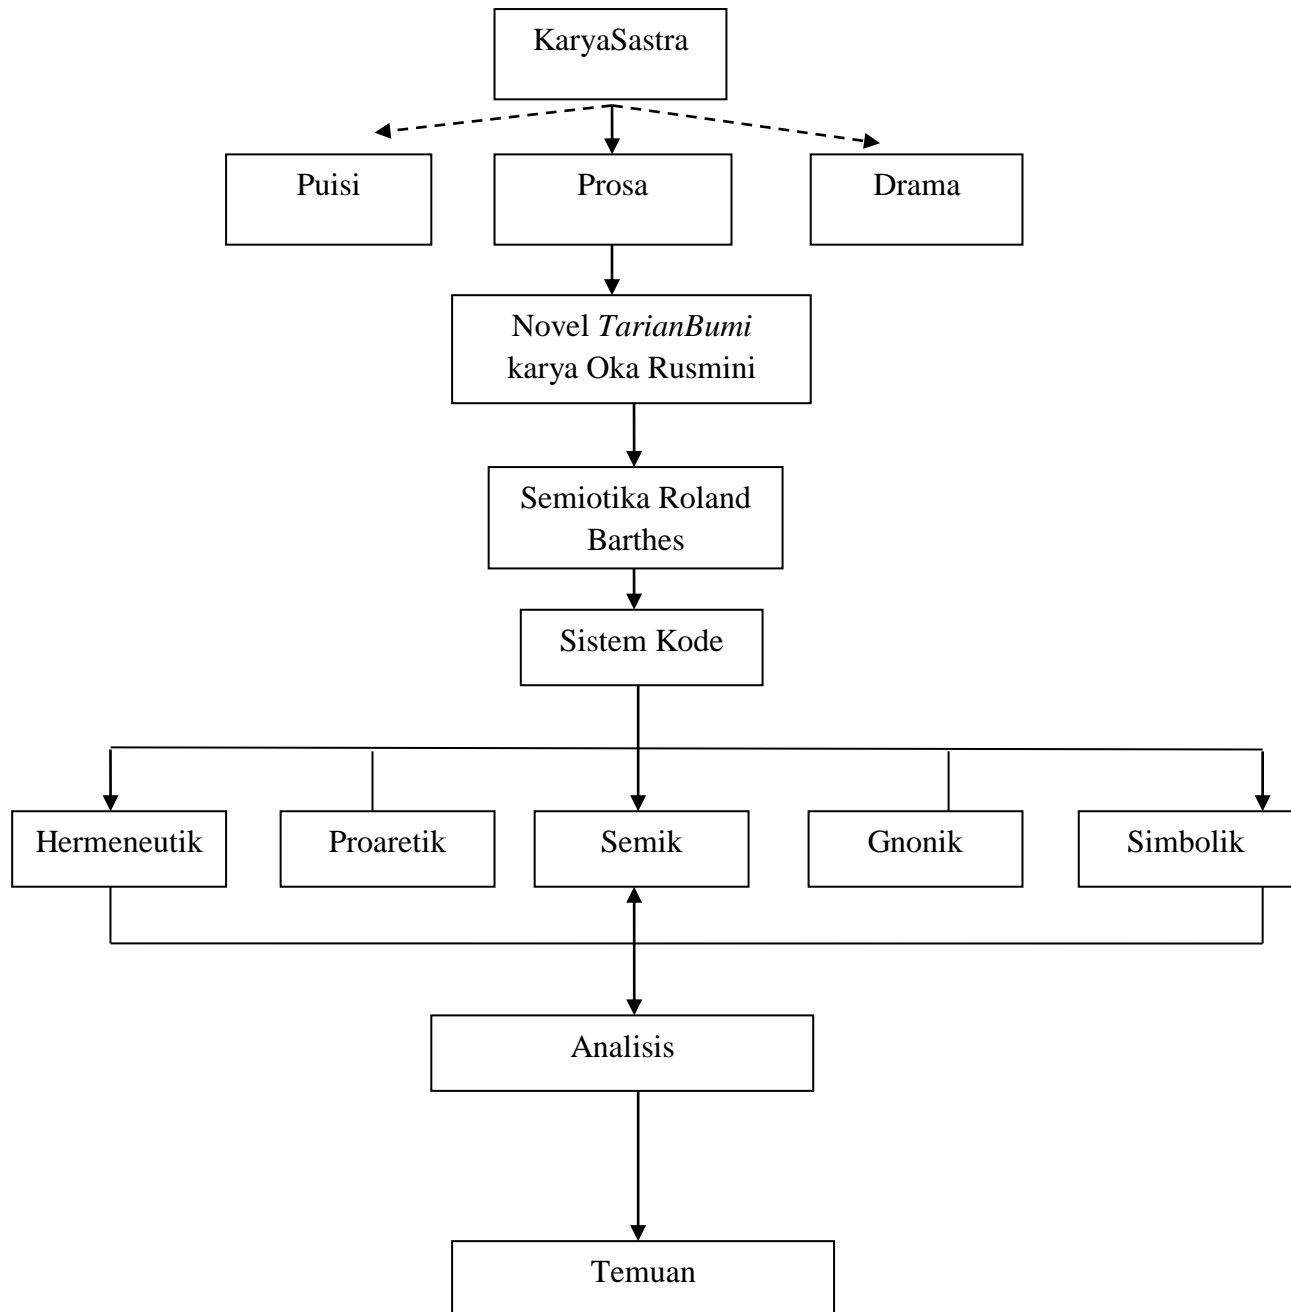 KaryaSastra
Puisi
Prosa
Drama
Novel TarianBumi
karya Oka Rusmini
Semiotika Roland
Barthes
Sistem Kode
Hermeneutik
Proaretik
Semik
Gnonik
Simbolik
Analisis
Temuan